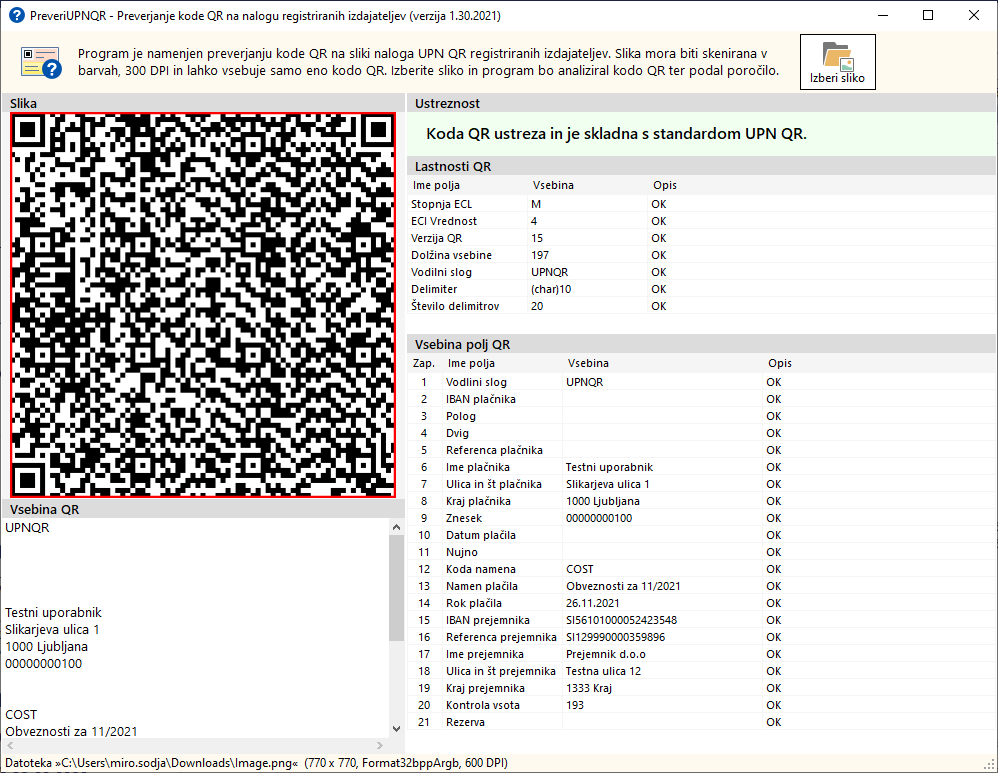 PreveriUPNQR - Preverjanje kode QR na nalogu registriranih izdajateljev (verzija 1.30.2021)
Program je namenjen preverjanju kode QR na sliki naloga UPN QR registriranih izdajateljev. Slika mora biti skenirana v
barvah, 300 DPI in lahko vsebuje samo eno kodo QR. Izberite sliko in program bo analiziral kodo QR ter podal poročilo.
Izberi sliko
Slika
Vsebina QR
UPNQR
Testni uporabnik
Slikarjeva ulica 1
1000 Ljubljana
00000000100
COST
Obveznosti za 11/2021
Ustreznost
Koda QR ustreza in je skladna s standardom UPN QR.
Lastnosti QR
Ime polja Vsebina Opis
Stopnja ECL M OK
ECI Vrednost 4 OK
Verzija QR 15 OK
Dolžina vsebine 197 OK
Vodilni slog UPNQR OK
Delimiter (char)10 OK
Število delimitrov 20 OK
Vsebina polj QR
Zap. Ime polja Vsebina Opis
1 Vodlini slog UPNQR OK
2 IBAN plačnika OK
3 Polog OK
4 Dvig OK
5 Referenca plačnika OK
6 Ime plačnika Testni uporabnik OK
7 Ulica in št plačnika Slikarjeva ulica 1 OK
8 Kraj plačnika 1000 Ljubljana OK
9 Znesek 00000000100 OK
10 Datum plačila OK
11 Nujno OK
12 Koda namena COST OK
13 Namen plačila Obveznosti za 11/2021 OK
14 Rok plačila 26.11.2021 OK
15 IBAN prejemnika SI56101000052423548 OK
16 Referenca prejemnika SI129990000359896 OK
17 Ime prejemnika Prejemnik d.o.o OK
18 Ulica in št prejemnika Testna ulica 12 OK
19 Kraj prejemnika 1333 Kraj OK
20 Kontrola vsota 193 OK
21 Rezerva OK
Datoteka »C:\Users\miro.sodja\Downloads\Image.png« (770 x 770, Format32bppArgb, 600 DPI)